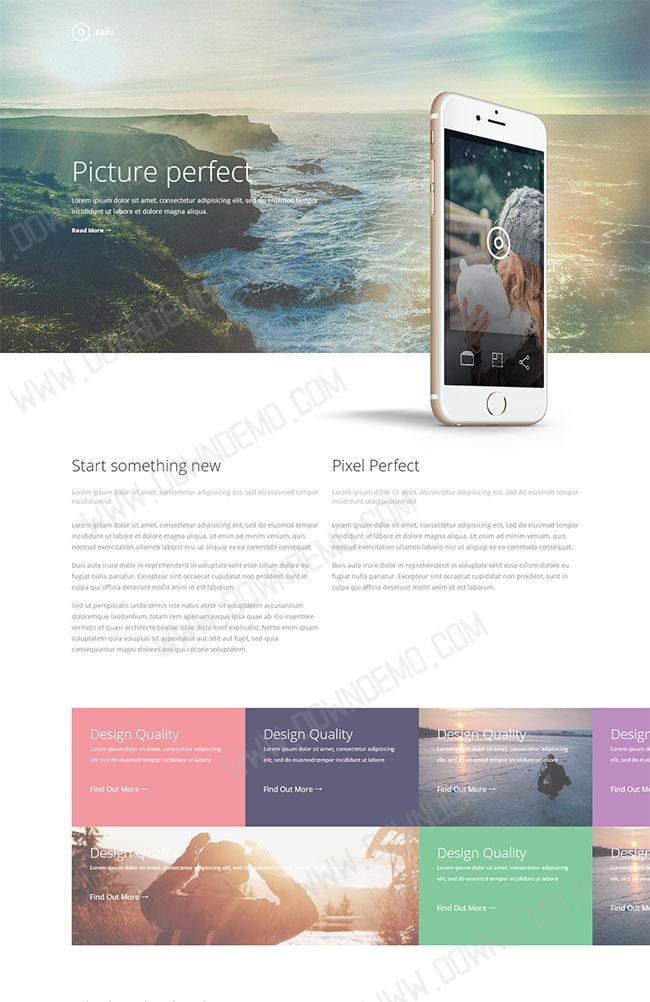 taki
Picture perfect
Lorem ipsum dolor sit amet, consectetur adipisicing elit, sed do eiusmod tempor
incididunt ut labore et dolore magna aliqua.
Read More →
Start something new
Lorem ipsum dolor sit amet, consectetur adipisicing elit, sed do eiusmod tempor
incididunt ut
Lorem ipsum dolor sit amet, consectetur adipisicing elit, sed do eiusmod tempor
incididunt ut labore et dolore magna aliqua. Ut enim ad minim veniam, quis
nostrud exercitation ullamco laboris nisi ut aliquip ex ea commodo consequat.
Duis aute irure dolor in reprehenderit in voluptate velit esse cillum dolore eu
fugiat nulla pariatur. Excepteur sint occaecat cupidatat non proident, sunt in
culpa qui officia deserunt mollit anim id est laborum.
Sed ut perspiciatis unde omnis iste natus error sit voluptatem accusantium
doloremque laudantium, totam rem aperiam eaque ipsa quae ab illo inventore
veritatis et quasi architecto beatae vitae dicta sunt explicabo. Nemo enim ipsam
voluptatem quia voluptas sit aspernatur aut odit aut fugit, sed quia
consequuntur magni dolores eos qui ratione voluptatem.
Pixel Perfect
Lorem ipsum dolor sit amet, consectetur adipisicing elit, sed do eiusmod tempor
incididunt utadipisicing elit
Lorem ipsum dolor sit amet, consectetur adipisicing elit, sed do eiusmod tempor
incididunt ut labore et dolore magna aliqua. Ut enim ad minim veniam, quis
nostrud exercitation ullamco laboris nisi ut aliquip ex ea commodo consequat.
Duis aute irure dolor in reprehenderit in voluptate velit esse cillum dolore eu
fugiat nulla pariatur. Excepteur sint occaecat cupidatat non proident, sunt in
culpa qui officia deserunt mollit anim id est laborum.
Design Quality
Lorem ipsum dolor sit amet, consectetur adipisicing
elit, sed do eiusmod tempor incididunt ut labore
Find Out More →
Design Quality
Lorem ipsum dolor sit amet, consectetur adipisicing
elit, sed do eiusmod tempor incididunt ut labore
Find Out More →
Design Quality
Lorem ipsum dolor sit amet, consectetur adipisicing
elit, sed do eiusmod tempor incididunt ut labore
Find Out More →
Design
Lorem ipsum
elit, sed do
Find Out
Design Quality
Lorem ipsum dolor sit amet, consectetur adipisicing elit, sed do eiusmod tempor incididunt ut labore
Find Out More →
Design Quality
Lorem ipsum dolor sit amet, consectetur adipisicing
elit, sed do eiusmod tempor incididunt ut labore
Find Out More →
Design
Lorem ipsum
elit, sed do
Find Out
WWW.DOWNDEMO.COM
WWW.DOWNDEMO.COM
WWW.DOWNDEMO.COM